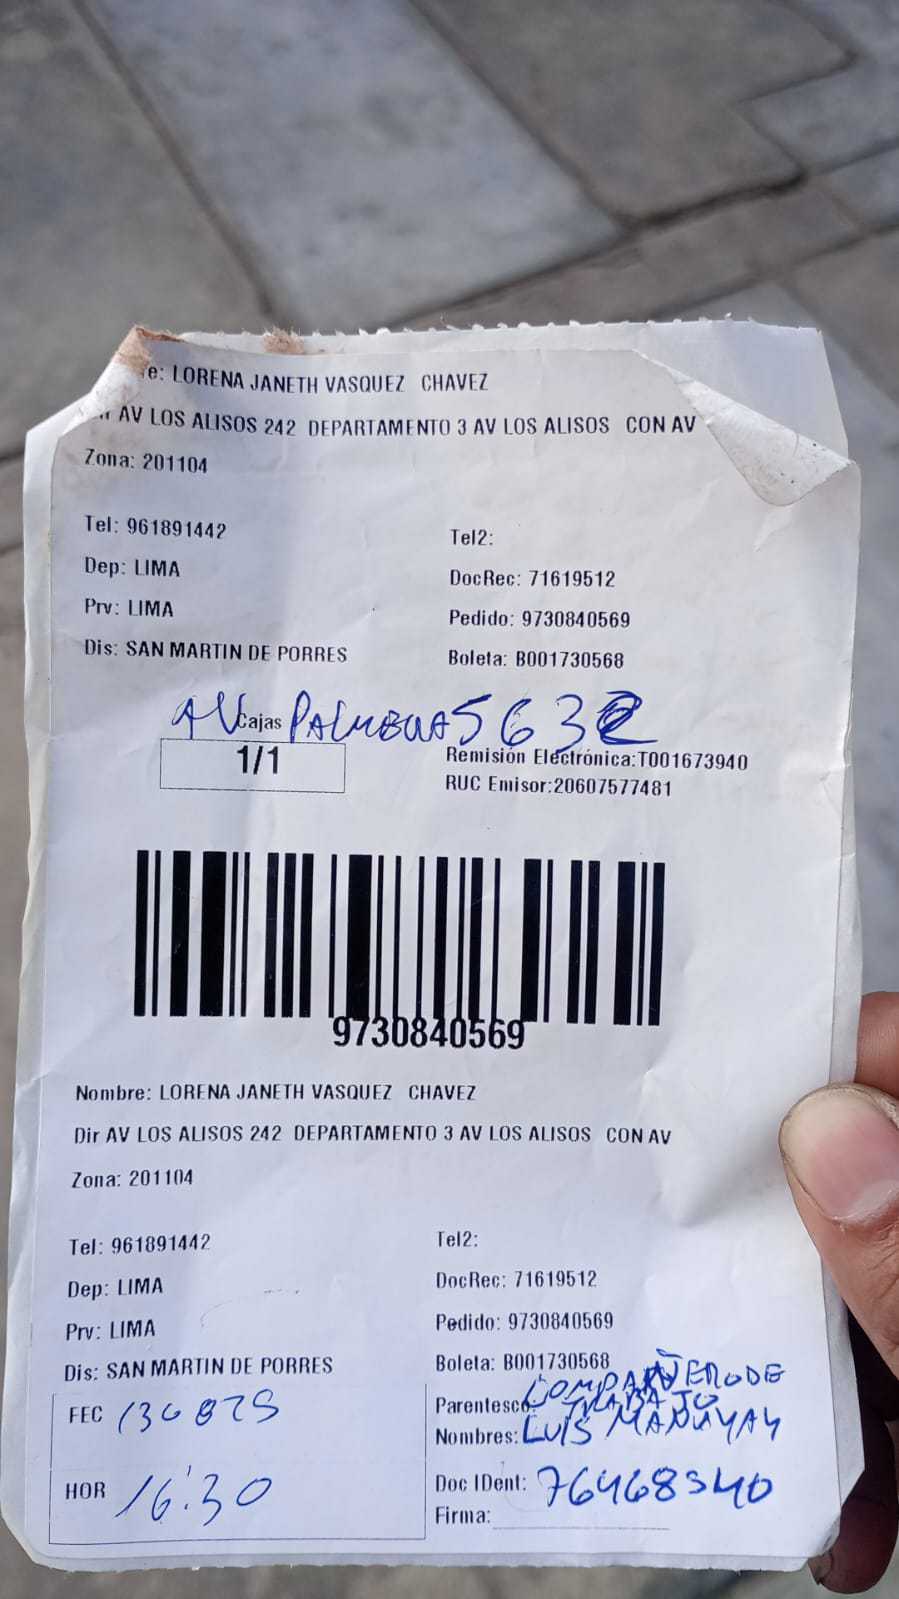 re: LORENA JANETH VASQUEZ CHAVEZ
AV LOS ALISOS 242 DEPARTAMENTO 3 AV LOS ALISOS CON AV
Zona: 201104
Tel: 961891442
Tel2:
Dep: LIMA
DocRec: 71619512
Prv: LIMA
Pedido: 9730840569
Dis: SAN MARTIN DE PORRES
Boleta: B001730568
AV
Cajas
1/1
Remisión Electrónica:T001673940
RUC Emisor:20607577481
9730840569
Nombre: LORENA JANETH VASQUEZ CHAVEZ
Dir AV LOS ALISOS 242 DEPARTAMENTO 3 AV LOS ALISOS CON AV
Zona: 201104
Tel: 961891442
Tel2:
Dep: LIMA
DocRec: 71619512
Prv: LIMA
Pedido: 9730840569
Dis: SAN MARTIN DE PORRES
Boleta: B001730568
FEC
Parentesco: COMPAÑERO DE
TRABAJO
Nombres: LUIS MANAYAY
HOR 16:30
Doc IDent:
Firma: